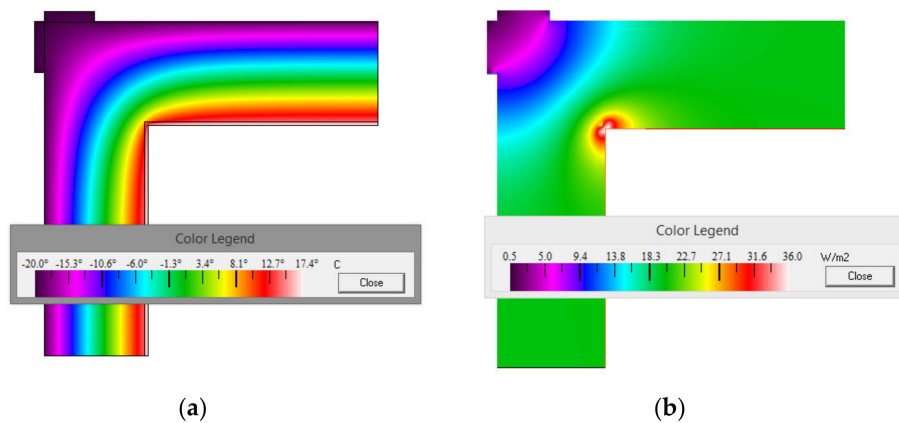 Color Legend
-20.0° -15.3° -10.6° -6.0° -1.3° 3.4° 8.1° 12.7° 17.4° C
Close
Color Legend
0.5 5.0 9.4 13.8 18.3 22.7 27.1 31.6 36.0 W/m2
Close
(a) (b)